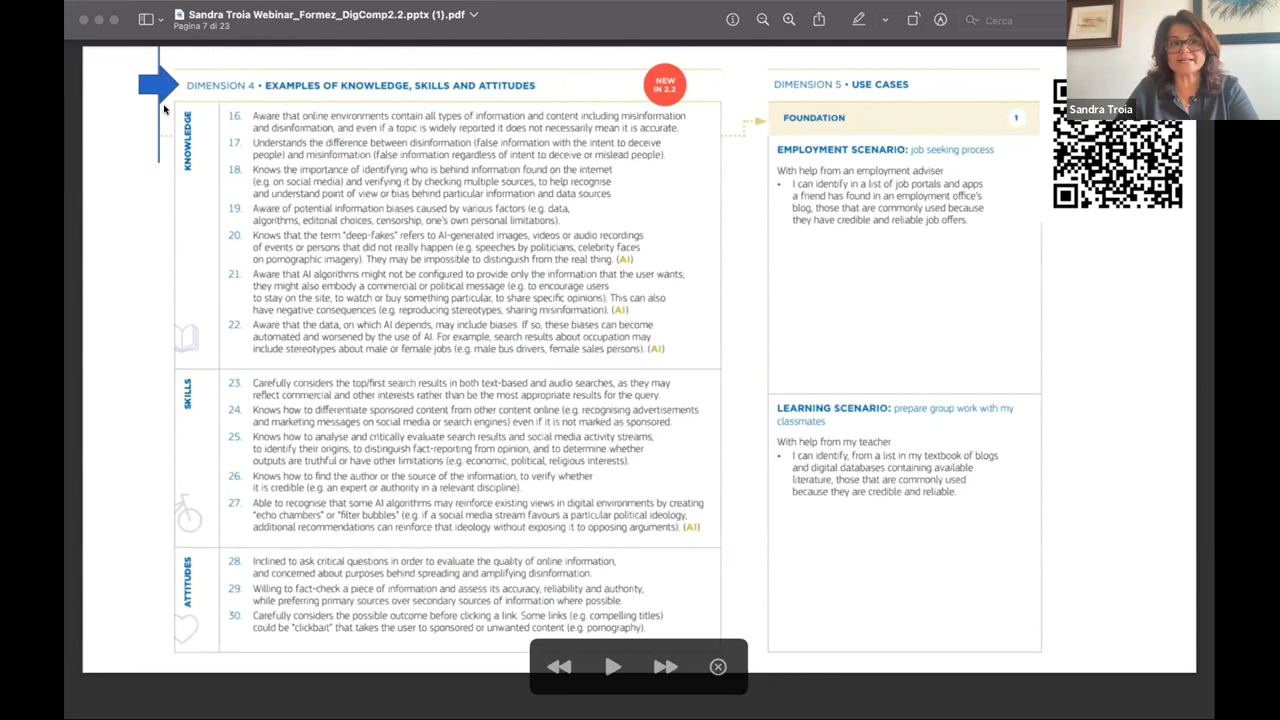 Sandra Troia Webinar_Formez_DigComp2.2.pptx (1).pdf
Pagina 7 di 23
Cerca
Sandra Troia
DIMENSION 4 • EXAMPLES OF KNOWLEDGE, SKILLS AND ATTITUDES
NEW
IN 2.2
KNOWLEDGE
16. Aware that online environments contain all types of information and content including misinformation
and disinformation, and even if a topic is widely reported it does not necessarily mean it is accurate.
17. Understands the difference between disinformation (false information with the intent to deceive
people) and misinformation (false information regardless of intent to deceive or mislead people).
18. Knows the importance of identifying who is behind information found on the internet
(e.g. on social media) and verifying it by checking multiple sources, to help recognise
and understand point of view or bias behind particular information and data sources
19. Aware of potential information biases caused by various factors (e.g. data,
algorithms, editorial choices, censorship, one's own personal limitations).
20. Knows that the term "deep-fakes" refers to AI-generated images, videos or audio recordings
of events or persons that did not really happen (e.g. speeches by politicians, celebrity faces
on pornographic imagery). They may be impossible to distinguish from the real thing. (AI)
21. Aware that AI algorithms might not be configured to provide only the information that the user wants;
they might also embody a commercial or political message (e.g. to encourage users
to stay on the site, to watch or buy something particular, to share specific opinions). This can also
have negative consequences (e.g. reproducing stereotypes, sharing misinformation). (AI)
22. Aware that the data, on which AI depends, may include biases. If so, these biases can become
automated and worsened by the use of AI. For example, search results about occupation may
include stereotypes about male or female jobs (e.g. male bus drivers, female sales persons). (AI)
SKILLS
23. Carefully considers the top/first search results in both text-based and audio searches, as they may
reflect commercial and other interests rather than be the most appropriate results for the query.
24. Knows how to differentiate sponsored content from other content online (e.g. recognising advertisements
and marketing messages on social media or search engines) even if it is not marked as sponsored.
25. Knows how to analyse and critically evaluate search results and social media activity streams,
to identify their origins, to distinguish fact-reporting from opinion, and to determine whether
outputs are truthful or have other limitations (e.g. economic, political, religious interests).
26. Knows how to find the author or the source of the information, to verify whether
it is credible (e.g. an expert or authority in a relevant discipline).
27. Able to recognise that some AI algorithms may reinforce existing views in digital environments by creating
"echo chambers" or "filter bubbles" (e.g. if a social media stream favours a particular political ideology,
additional recommendations can reinforce that ideology without exposing it to opposing arguments). (AI)
ATTITUDES
28. Inclined to ask critical questions in order to evaluate the quality of online information,
and concerned about purposes behind spreading and amplifying disinformation.
29. Willing to fact-check a piece of information and assess its accuracy, reliability and authority,
while preferring primary sources over secondary sources of information where possible.
30. Carefully considers the possible outcome before clicking a link. Some links (e.g. compelling titles)
could be "clickbait" that takes the user to sponsored or unwanted content (e.g. pornography).
DIMENSION 5 • USE CASES
FOUNDATION 1
EMPLOYMENT SCENARIO: job seeking process
With help from an employment adviser
• I can identify in a list of job portals and apps
a friend has found in an employment office's
blog, those that are commonly used because
they have credible and reliable job offers.
LEARNING SCENARIO: prepare group work with my
classmates
With help from my teacher
• I can identify, from a list in my textbook of blogs
and digital databases containing available
literature, those that are commonly used
because they are credible and reliable.